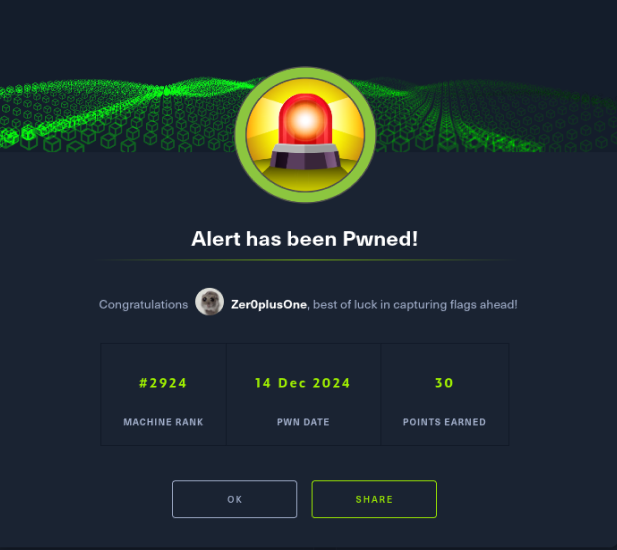 Alert has been Pwned!
Congratulations Zer0plusOne, best of luck in capturing flags ahead!
#2924 14 Dec 2024 30
MACHINE RANK PWN DATE POINTS EARNED
OK SHARE